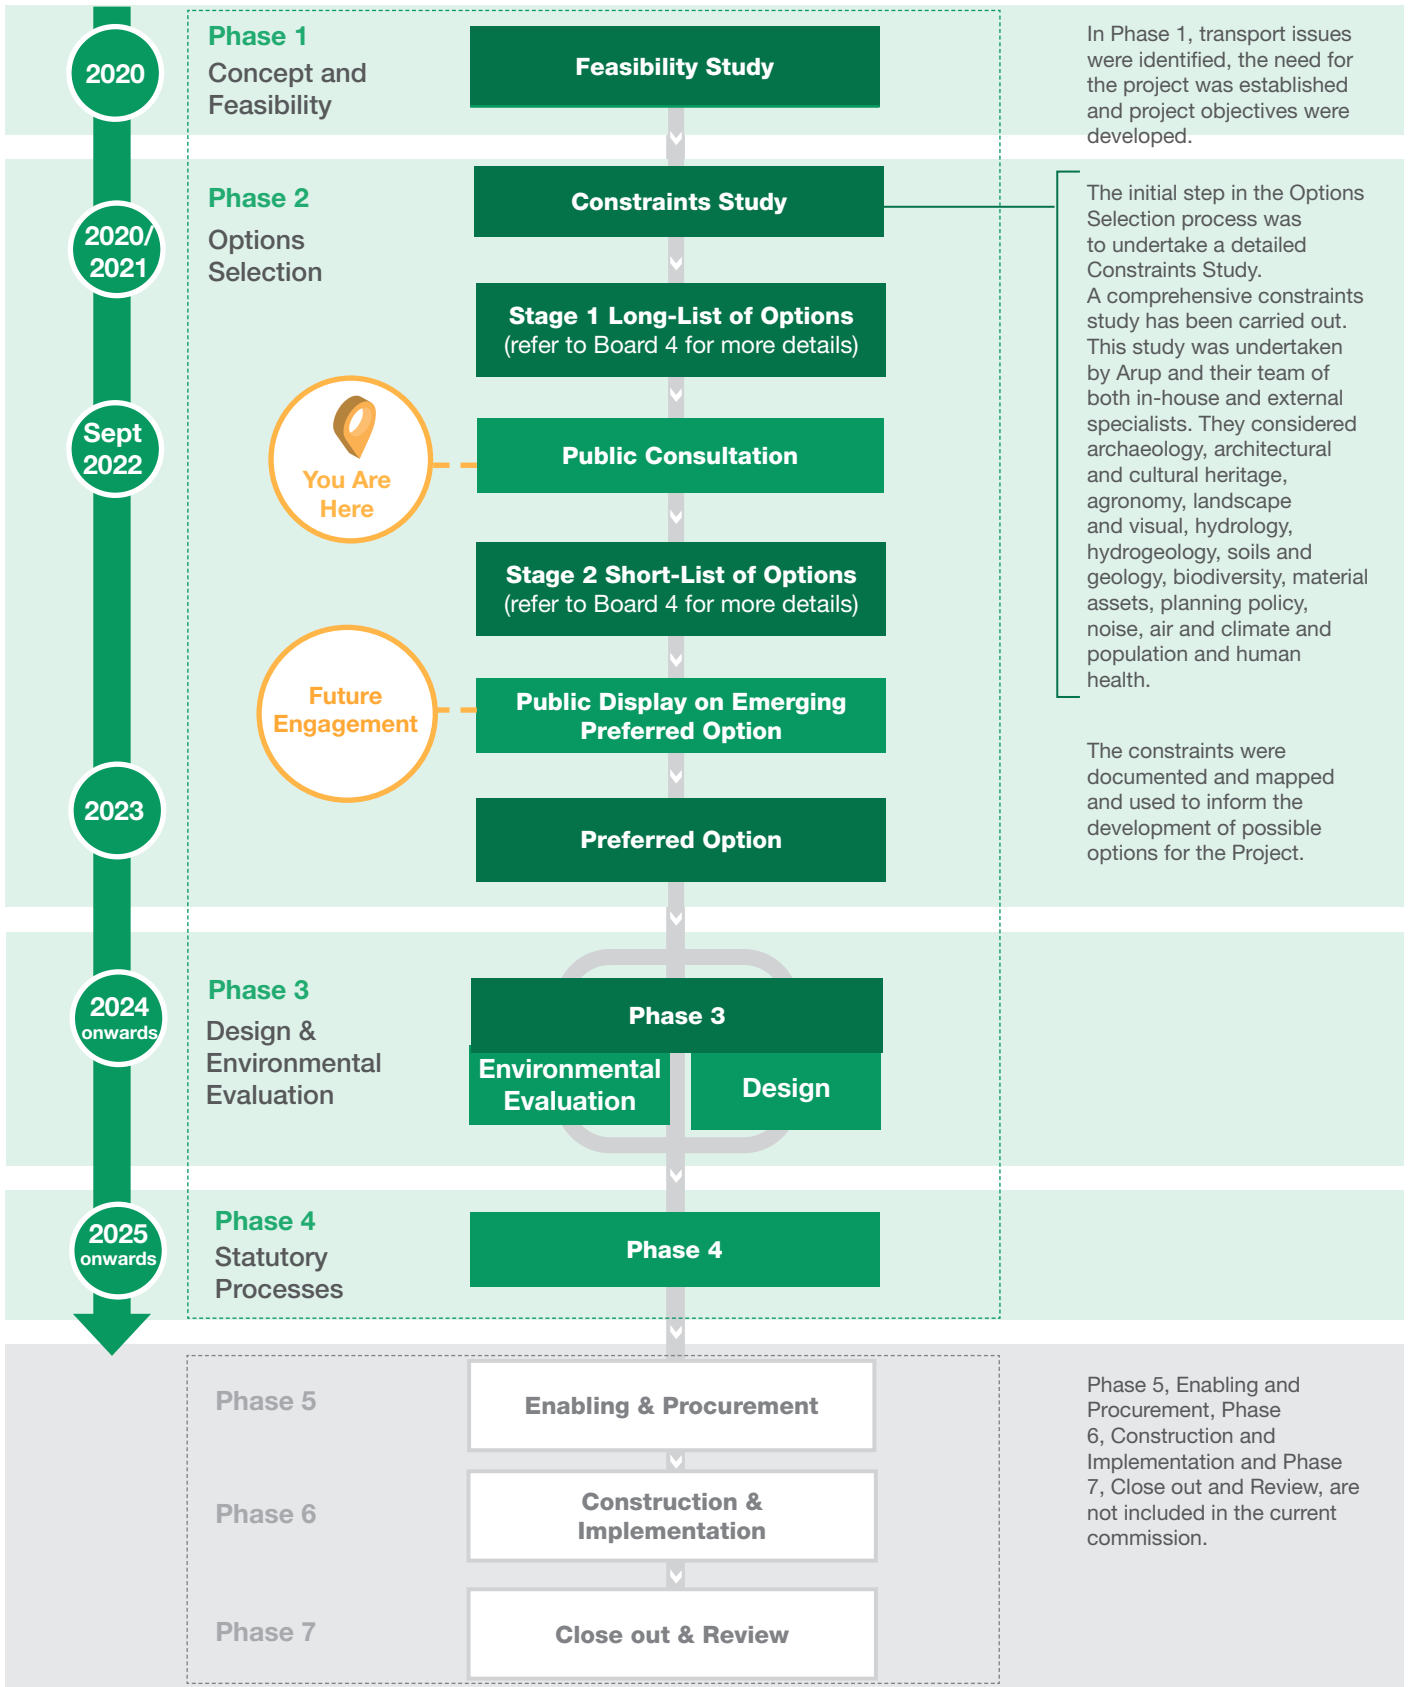 2020
Phase 1
Concept and
Feasibility
Feasibility Study
In Phase 1, transport issues
were identified, the need for
the project was established
and project objectives were
developed.
2020/
2021
Phase 2
Options
Selection
Constraints Study
The initial step in the Options
Selection process was
to undertake a detailed
Constraints Study.
A comprehensive constraints
study has been carried out.
This study was undertaken
by Arup and their team of
both in-house and external
specialists. They considered
archaeology, architectural
and cultural heritage,
agronomy, landscape
and visual, hydrology,
hydrogeology, soils and
geology, biodiversity, material
assets, planning policy,
noise, air and climate and
population and human
health.
Stage 1 Long-List of Options
(refer to Board 4 for more details)
Sept
2022
You Are
Here
Public Consultation
Stage 2 Short-List of Options
(refer to Board 4 for more details)
Future
Engagement
Public Display on Emerging
Preferred Option
The constraints were
documented and mapped
and used to inform the
development of possible
options for the Project.
2023
Preferred Option
2024
onwards
Phase 3
Design &
Environmental
Evaluation
Phase 3
Environmental
Evaluation
Design
2025
onwards
Phase 4
Statutory
Processes
Phase 4
Phase 5
Enabling & Procurement
Phase 5, Enabling and
Procurement, Phase
6, Construction and
Implementation and Phase
7, Close out and Review, are
not included in the current
commission.
Phase 6
Construction &
Implementation
Phase 7
Close out & Review